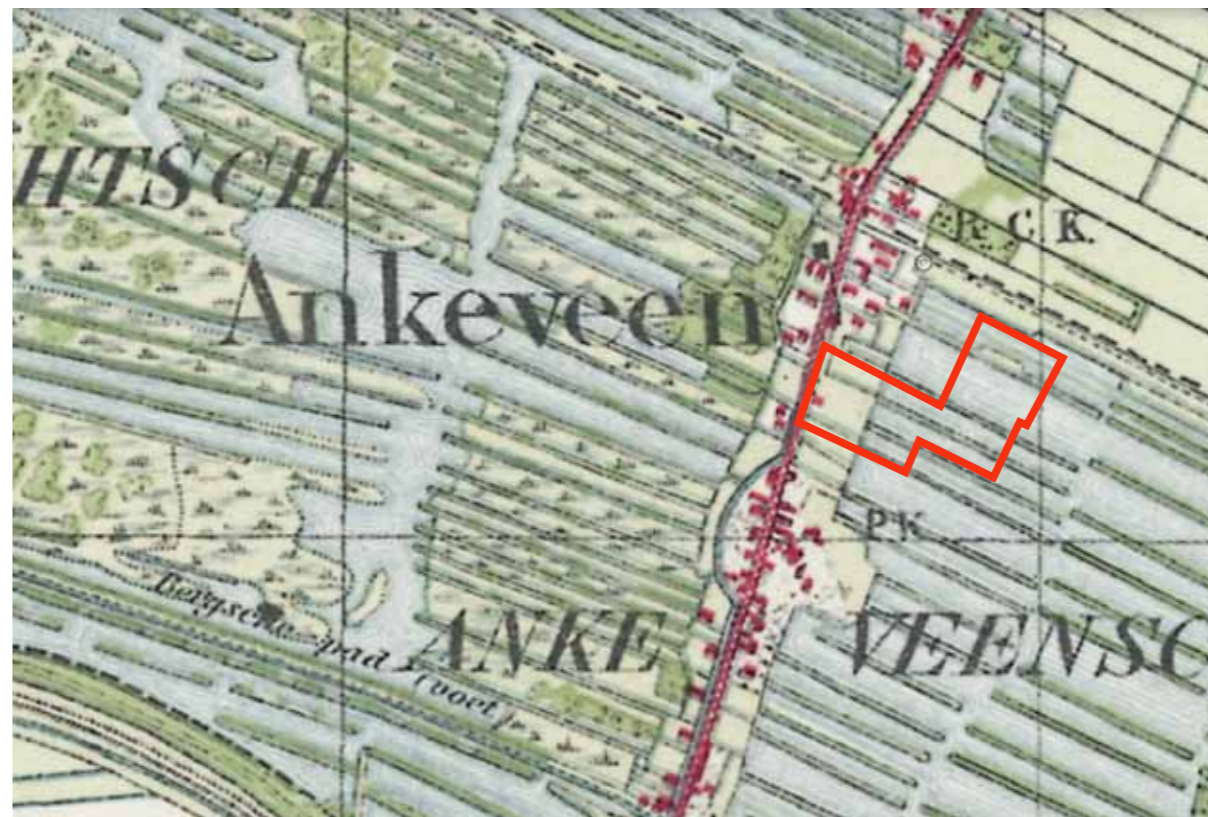 HTSCH
R. C. K.
Ankeveen
P.K.
Bergsche pad (voet)
ANKE VEENSC